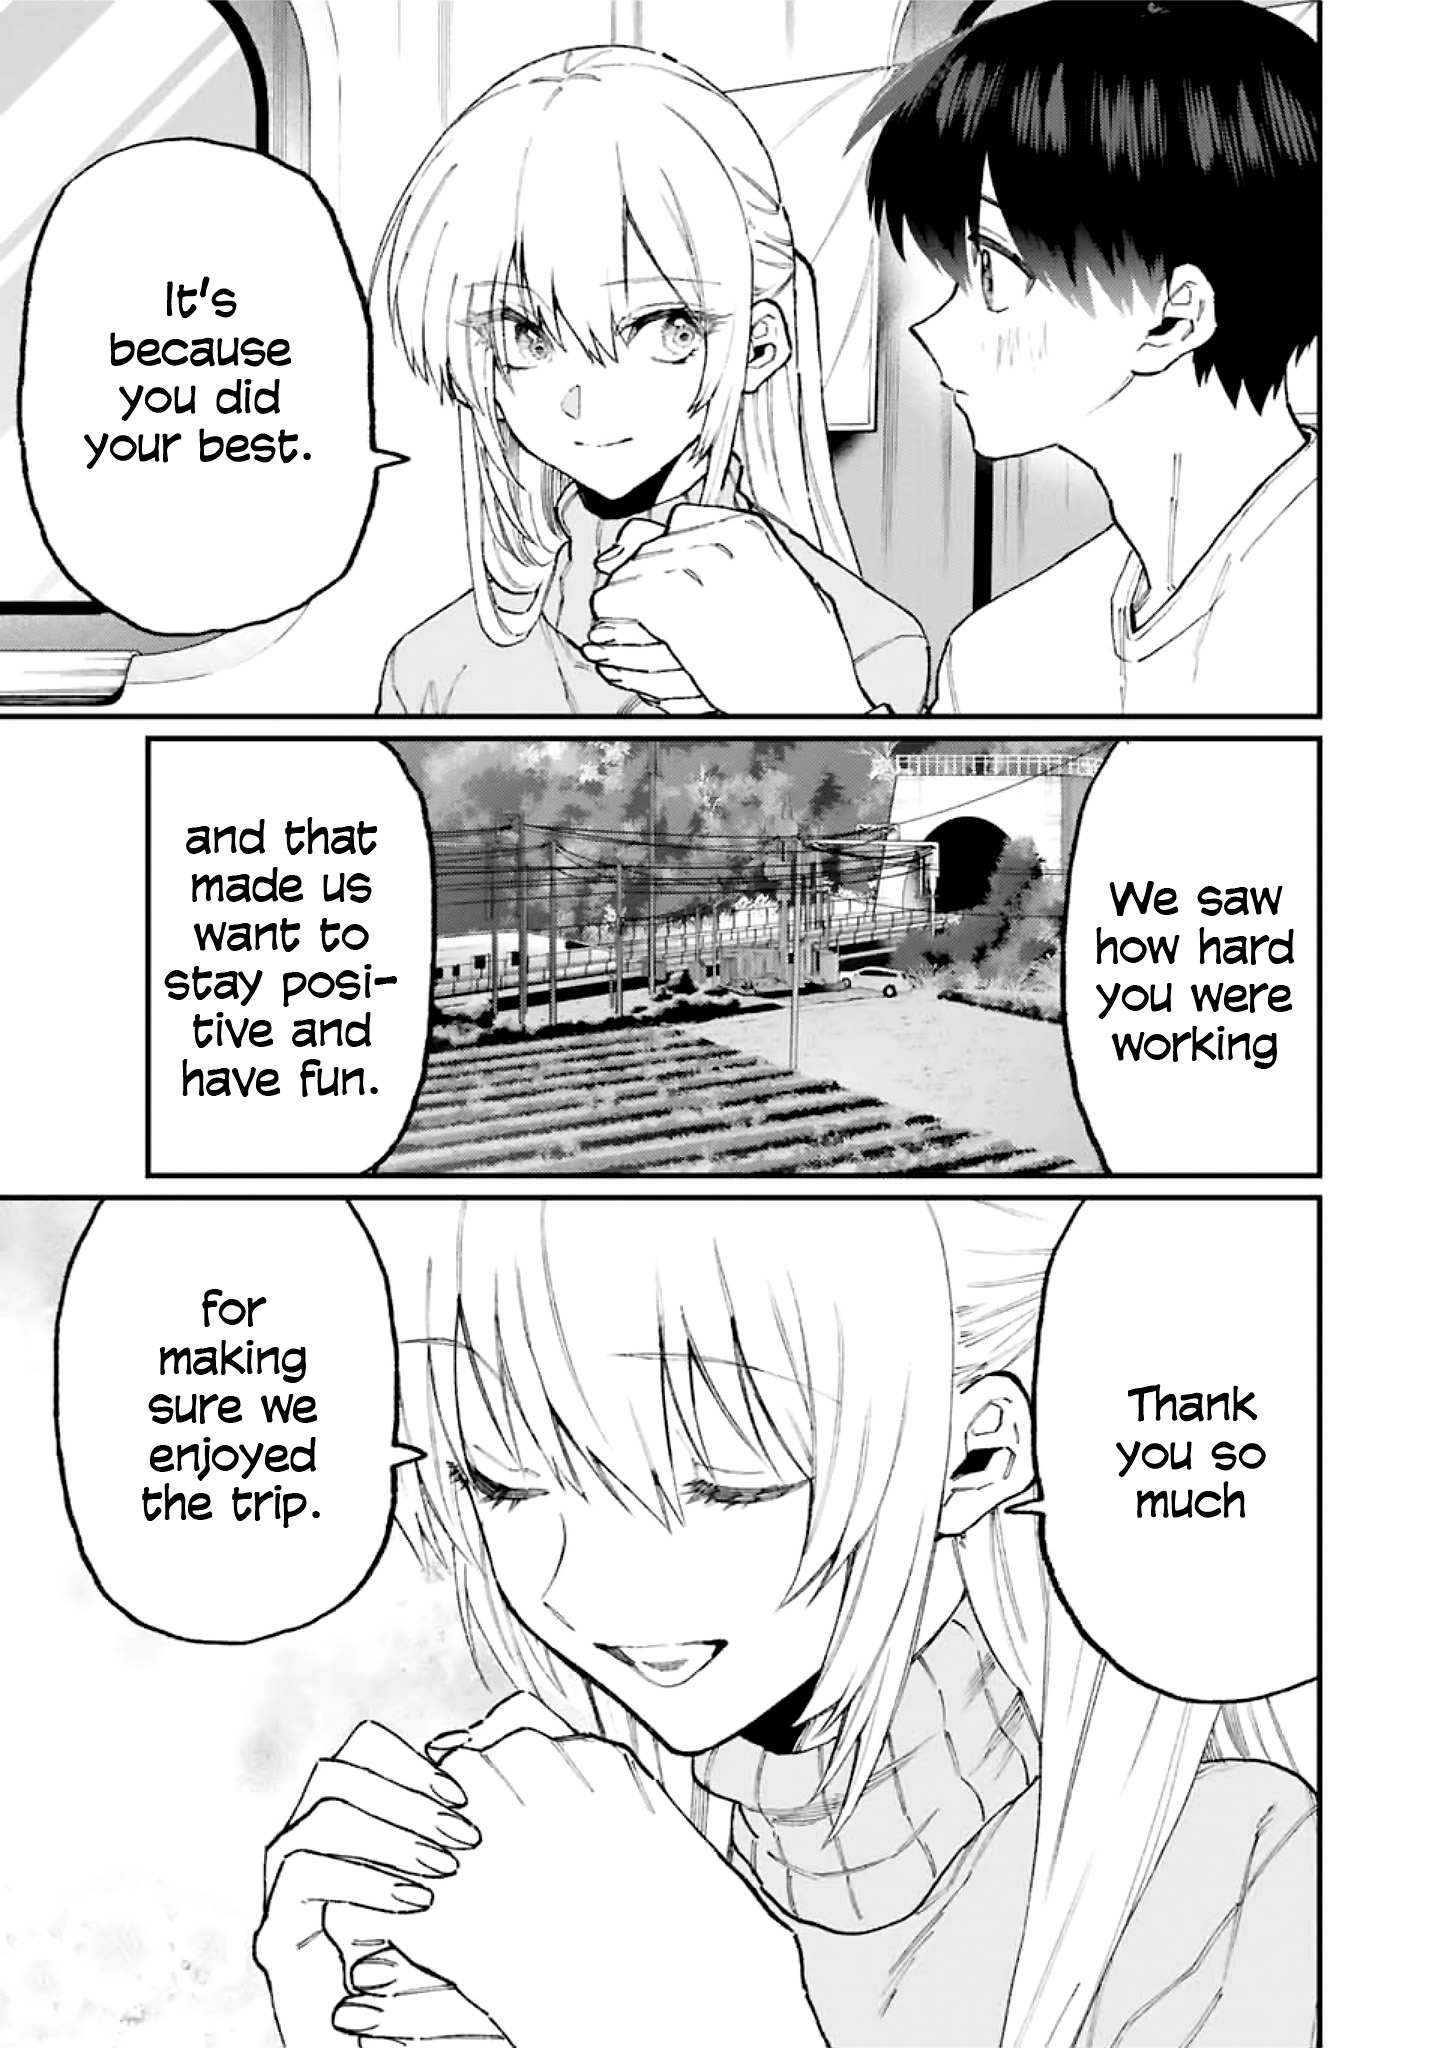 It's
because
you did
your best.
We saw
how hard
you were
working
and that
made us
want to
stay posi-
tive and
have fun.
Thank
you so
much
for
making
sure we
enjoyed
the trip.